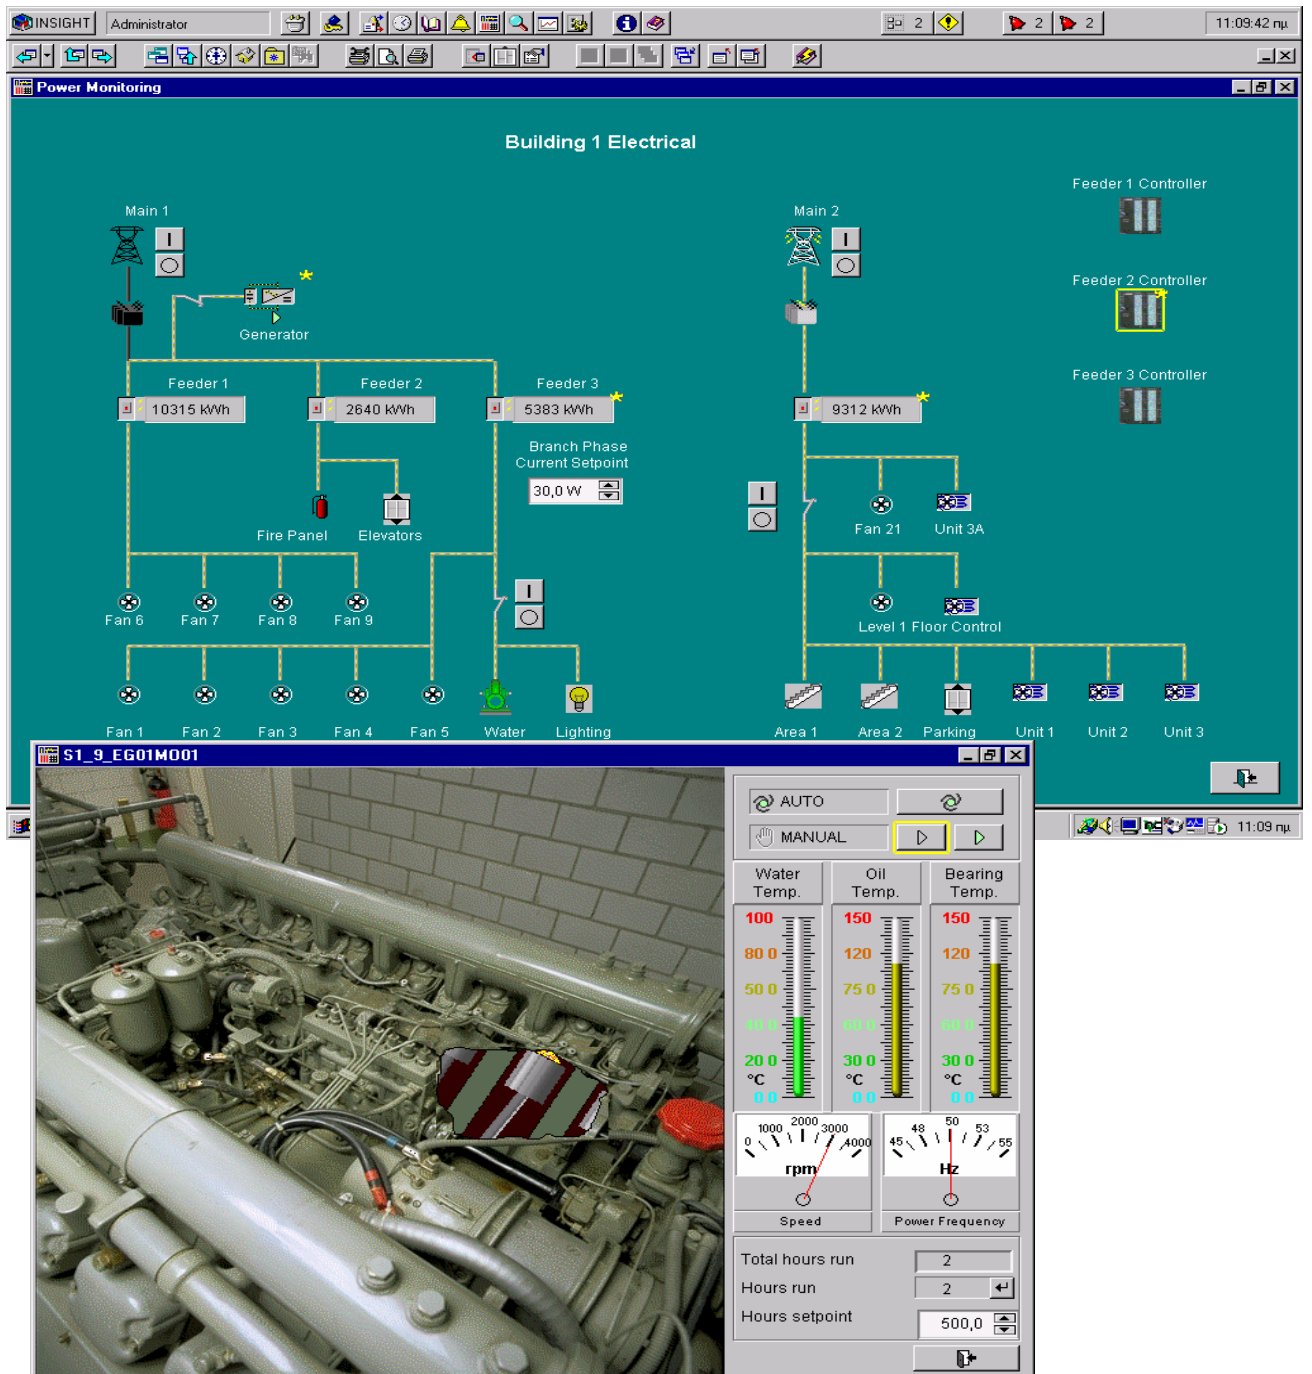 INSIGHT Administrator 2 2 2 11:09:42 πμ
Power Monitoring
Building 1 Electrical
Feeder 1 Controller
Main 1 Main 2
Feeder 2 Controller
Generator
Feeder 3 Controller
Feeder 1 Feeder 2 Feeder 3
10315 kWh 2640 kWh 5383 kWh 9312 kWh
Branch Phase
Current Setpoint
30,0 W
Fire Panel Elevators Fan 21 Unit 3A
Fan 6 Fan 7 Fan 8 Fan 9
Level 1 Floor Control
Fan 1 Fan 2 Fan 3 Fan 4 Fan 5 Water Lighting Area 1 Area 2 Parking Unit 1 Unit 2 Unit 3
S1_9_EG01MO01
AUTO
11:09 πμ
MANUAL
Water Temp. Oil Temp. Bearing Temp.
100 150 150
80 0 120 120
50 0 75 0 75 0
40 0 60 0 60 0
20 0 30 0 30 0
°C °C °C
0 0 0 0 0 0
0 1000 2000 3000 4000 45 48 50 53 55
rpm Hz
Speed Power Frequency
Total hours run 2
Hours run 2
Hours setpoint 500,0